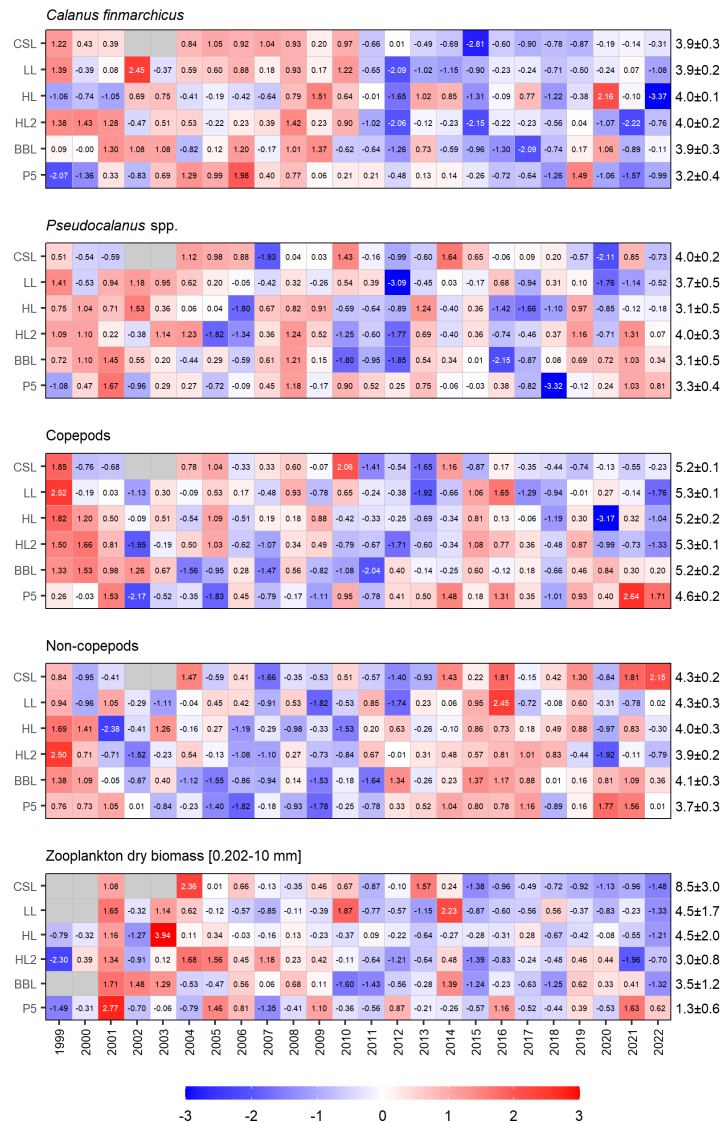 Calanus finmarchicus
CSL 1.22 0.43 0.39 0.84 1.05 0.92 1.04 0.93 0.20 0.97 -0.66 0.01 -0.49 -0.69 -2.81 -0.60 -0.90 -0.78 -0.87 -0.19 -0.14 -0.31 3.9±0.3
LL 1.39 -0.39 0.08 2.45 -0.37 0.59 0.60 0.88 0.18 0.93 0.17 1.22 -0.65 -2.09 -1.02 -1.15 -0.90 -0.23 -0.24 -0.71 -0.50 -0.24 0.07 -1.08 3.9±0.2
HL -1.06 -0.74 -1.05 0.69 0.75 -0.41 -0.19 -0.42 -0.64 0.79 1.51 0.64 -0.01 -1.65 1.02 0.85 -1.31 -0.09 0.77 -1.22 -0.38 2.16 -0.10 -3.37 4.0±0.1
HL2 1.38 1.43 1.28 -0.47 0.51 -0.53 -0.22 0.23 0.39 1.42 0.23 0.90 -1.02 -2.06 -0.12 -0.13 -2.15 -0.23 -0.28 -0.56 0.04 -1.07 -2.22 -0.76 4.0±0.2
BBL 0.09 -0.00 1.30 1.08 1.08 -0.82 0.12 1.20 -0.17 1.01 1.37 -0.62 -0.64 -1.26 0.73 -0.59 -0.96 -1.30 -2.09 -1.00 0.17 1.06 -0.89 -0.11 3.9±0.3
P5 -2.07 -1.36 0.33 -0.83 0.69 1.29 0.99 1.98 0.40 0.94 0.77 0.06 0.21 -0.48 0.13 0.14 -0.26 -0.72 -0.64 -1.26 1.49 -1.06 -1.57 -0.99 3.2±0.4
Pseudocalanus spp.
CSL 0.51 -0.54 -0.59 1.12 0.98 0.88 -1.93 0.04 0.03 1.43 -0.16 -0.99 -0.60 1.64 0.65 -0.06 -0.92 0.20 0.19 -0.57 -2.11 0.85 -0.73 4.0±0.2
LL 1.41 -0.53 0.94 1.18 0.95 0.62 0.20 -0.05 -0.42 0.32 -0.26 0.54 0.39 -3.09 -0.45 0.03 -0.17 0.68 -0.94 0.31 0.10 -1.76 -1.14 -0.52 3.7±0.5
HL 0.75 1.04 0.71 1.53 0.36 0.06 0.04 -1.80 0.67 0.82 0.91 -0.69 -0.64 -0.89 1.24 -0.40 0.36 -1.42 -1.66 -1.10 0.97 -0.85 -0.12 -0.18 3.1±0.5
HL2 1.09 1.10 0.22 -0.38 1.14 1.23 -1.82 -1.34 0.36 1.24 0.52 -1.25 -0.60 -1.77 0.69 -0.40 0.36 -0.74 -0.46 0.37 1.16 -0.71 1.31 0.07 4.0±0.3
BBL 0.72 1.10 1.45 0.55 0.20 -0.44 0.29 -0.59 0.61 1.21 0.15 -1.80 -0.95 -1.85 0.54 0.34 0.01 -2.15 -0.87 0.08 0.69 0.72 1.03 0.34 3.1±0.5
P5 -1.08 0.47 1.67 -0.96 0.29 0.27 -0.72 -0.09 0.45 1.18 -0.17 0.90 0.52 0.25 0.75 -0.06 -0.03 0.38 -0.82 -3.32 -0.12 0.24 1.03 0.81 3.3±0.4
Copepods
CSL 1.85 -0.76 -0.68 0.78 1.04 -0.33 0.33 0.60 -0.07 2.06 -1.41 -0.54 -1.65 1.16 -0.87 0.17 -0.35 -0.44 -0.74 -0.13 -0.55 -0.23 5.2±0.1
LL 2.52 -0.19 0.03 -1.13 0.30 -0.09 0.53 0.17 -0.48 0.93 -0.78 0.65 -0.24 -0.38 -1.92 -0.66 1.06 1.65 -1.29 -0.94 -0.01 0.27 -0.14 -1.76 5.3±0.1
HL 1.82 1.20 0.50 -0.09 0.51 -0.54 1.09 -0.51 0.19 0.18 0.88 -0.42 -0.33 -0.25 -0.69 -0.34 0.81 0.13 -0.06 -1.19 0.30 -3.17 0.32 -1.04 5.2±0.2
HL2 1.50 1.66 0.81 -1.95 -0.19 0.50 1.03 -0.62 -1.07 0.34 0.49 -0.79 -0.12 -1.71 -0.60 -0.34 1.08 0.77 0.36 -0.48 0.87 -0.99 -0.73 -1.33 5.3±0.1
BBL 1.33 1.53 0.98 1.26 0.67 -1.56 -0.95 0.28 -1.47 0.56 -0.82 -1.08 -2.04 0.40 -0.14 -0.25 0.60 -0.12 -0.18 -0.66 0.46 0.84 0.30 0.20 5.2±0.2
P5 0.26 -0.03 1.53 -2.17 -0.52 -0.35 -1.83 0.45 -0.79 -0.17 -1.11 0.95 -0.78 0.41 0.50 1.48 0.18 1.31 0.35 -1.01 0.93 0.40 2.64 1.71 4.6±0.2
Non-copepods
CSL 0.84 -0.95 -0.41 1.47 -0.59 0.41 -1.66 -0.35 -0.53 0.51 -0.57 -1.40 -0.93 1.43 0.22 1.81 -0.15 0.42 1.30 -0.84 1.81 2.15 4.3±0.2
LL 0.94 -0.96 1.05 -0.29 -1.11 -0.04 0.45 0.42 -0.91 0.53 -1.82 -0.53 0.85 -1.74 0.23 0.06 0.95 2.45 0.49 0.88 0.60 -0.31 -0.78 0.02 4.3±0.3
HL 1.69 1.41 -2.38 -0.41 1.26 -0.16 0.27 -1.19 -0.29 -0.98 -0.33 -1.53 0.20 0.63 -0.26 -0.10 0.86 0.73 0.18 0.49 0.88 -0.97 0.83 0.30 4.0±0.3
HL2 2.50 0.71 -0.71 -1.52 -0.23 0.54 -0.13 -1.08 -1.10 0.27 -0.73 -0.84 0.67 -0.01 0.31 0.48 0.57 0.81 1.01 0.83 -0.44 -1.92 -0.11 -0.79 3.9±0.2
BBL 1.38 1.09 -0.05 -0.87 0.40 -1.12 -1.55 -0.86 -0.94 0.14 -1.53 -0.18 -1.64 1.34 -0.26 0.23 1.37 1.17 0.88 0.01 0.16 0.81 1.09 0.36 4.1±0.3
P5 0.76 0.73 1.05 0.01 -0.84 -0.23 -1.40 -1.82 -0.18 -0.93 -1.78 -0.25 -0.78 0.33 0.52 1.04 0.80 0.78 1.16 -0.89 0.16 1.77 1.56 0.01 3.7±0.3
Zooplankton dry biomass [0.202-10 mm]
CSL 1.08 2.36 0.01 0.66 -0.13 -0.35 0.46 0.67 -0.87 -0.10 1.57 0.24 -1.38 -0.96 -0.49 -0.72 -0.92 -1.13 -0.96 -1.48 8.5±3.0
LL 1.65 -0.32 1.14 0.62 -0.12 -0.57 -0.85 -0.11 -0.39 1.87 -0.77 -0.57 -1.15 2.23 -0.87 -0.60 -0.56 0.56 -0.37 -0.83 -0.23 -1.33 4.5±1.7
HL -0.79 -0.32 1.16 -1.27 3.94 0.11 0.34 -0.03 -0.16 0.13 -0.37 0.09 -0.22 -0.64 -0.17 -0.27 -0.28 -0.31 0.28 -0.67 -0.42 -0.08 -0.55 -1.21 4.5±2.0
HL2 -2.30 0.39 1.34 -0.91 0.12 1.68 1.56 0.45 1.18 0.23 0.42 -0.11 -0.64 -1.21 -0.64 0.48 -1.39 -0.83 -0.24 -0.73 0.48 0.44 -1.96 -0.70 3.0±0.8
BBL 1.71 1.48 1.29 -0.53 -0.47 0.56 0.06 0.68 0.11 -1.60 -1.43 -0.56 -0.28 1.39 -1.24 -0.23 -0.63 -1.25 0.62 0.33 0.41 -1.32 3.5±1.2
P5 -1.49 -0.31 2.77 -0.70 -0.06 -0.79 1.46 0.81 -1.35 -0.41 1.10 -0.36 -0.56 0.87 -0.21 -0.26 -0.57 1.16 -0.52 -0.44 0.39 -0.53 1.63 0.62 1.3±0.6
1999 2000 2001 2002 2003 2004 2005 2006 2007 2008 2009 2010 2011 2012 2013 2014 2015 2016 2017 2018 2019 2020 2021 2022
-3 -2 -1 0 1 2 3